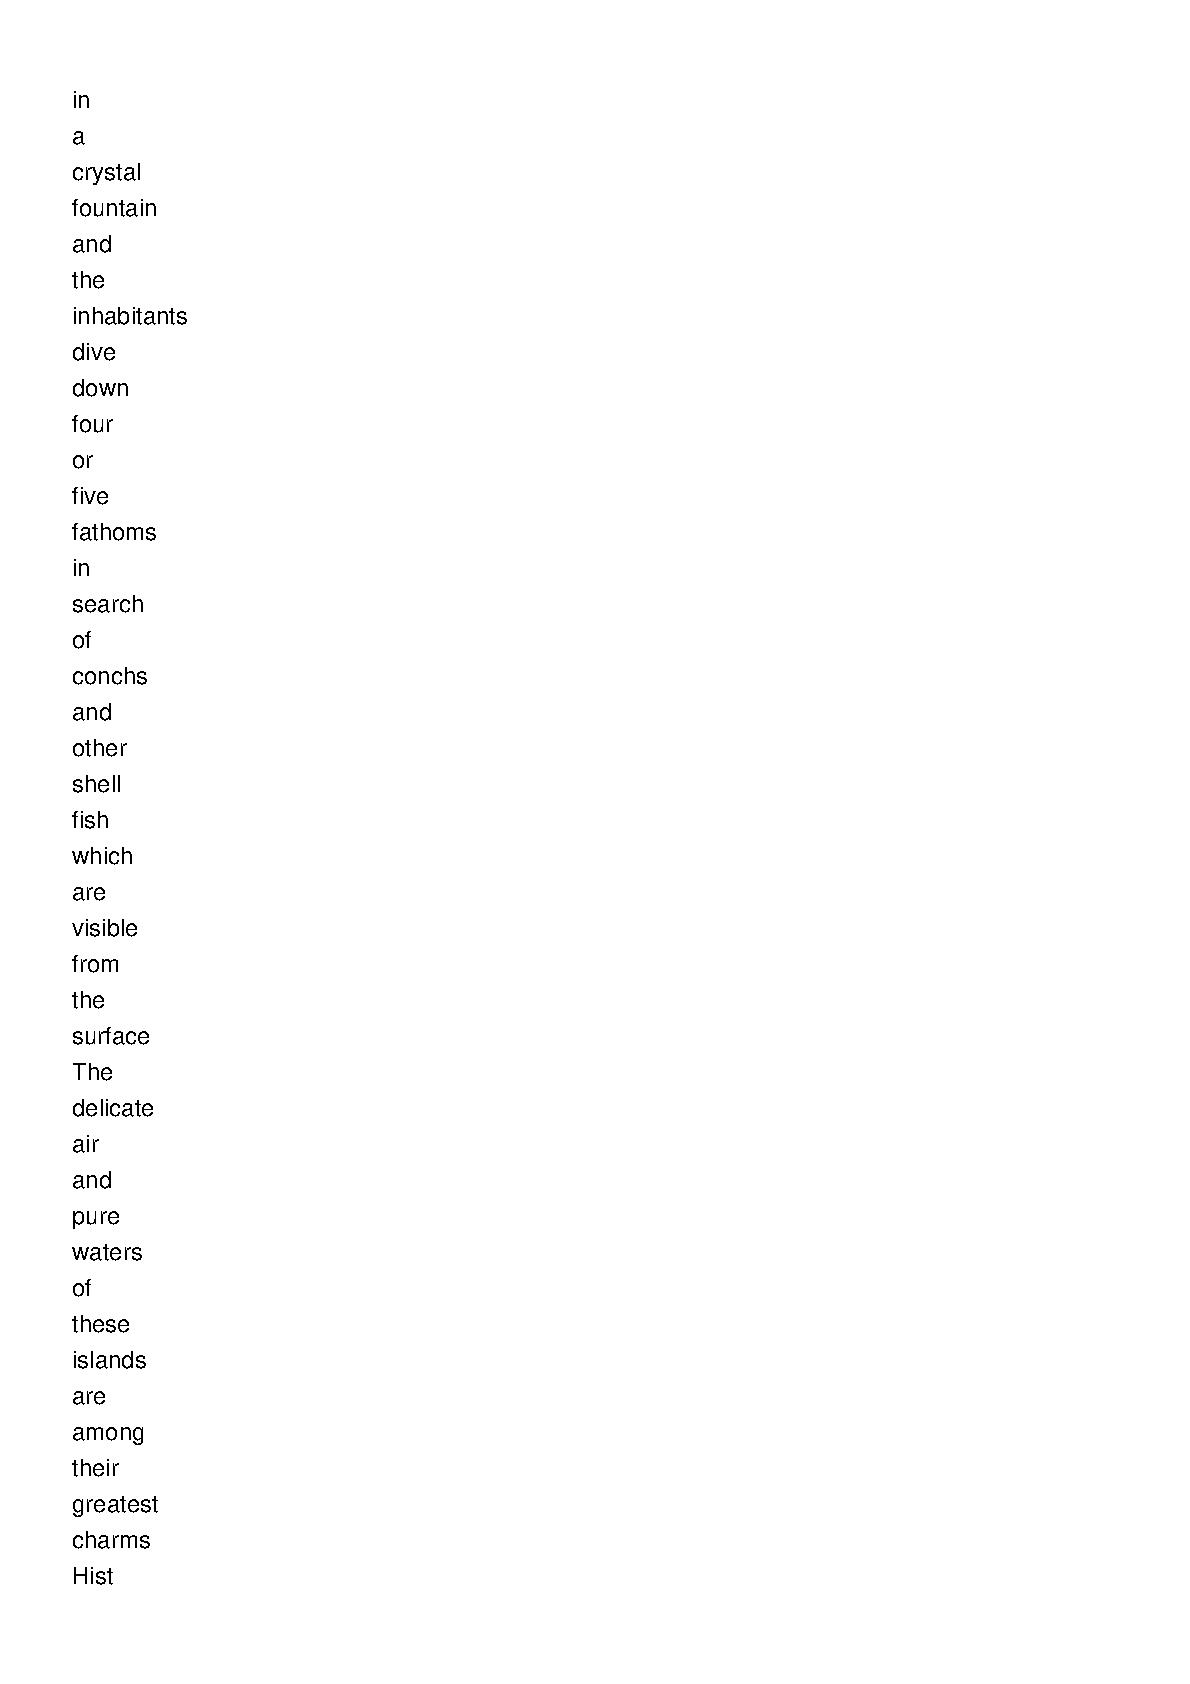 in
a
crystal
fountain
and
the
inhabitants
dive
down
four
or
five
fathoms
in
search
of
conchs
and
other
shell
fish
which
are
visible
from
the
surface
The
delicate
air
and
pure
waters
of
these
islands
are
among
their
greatest
charms
Hist